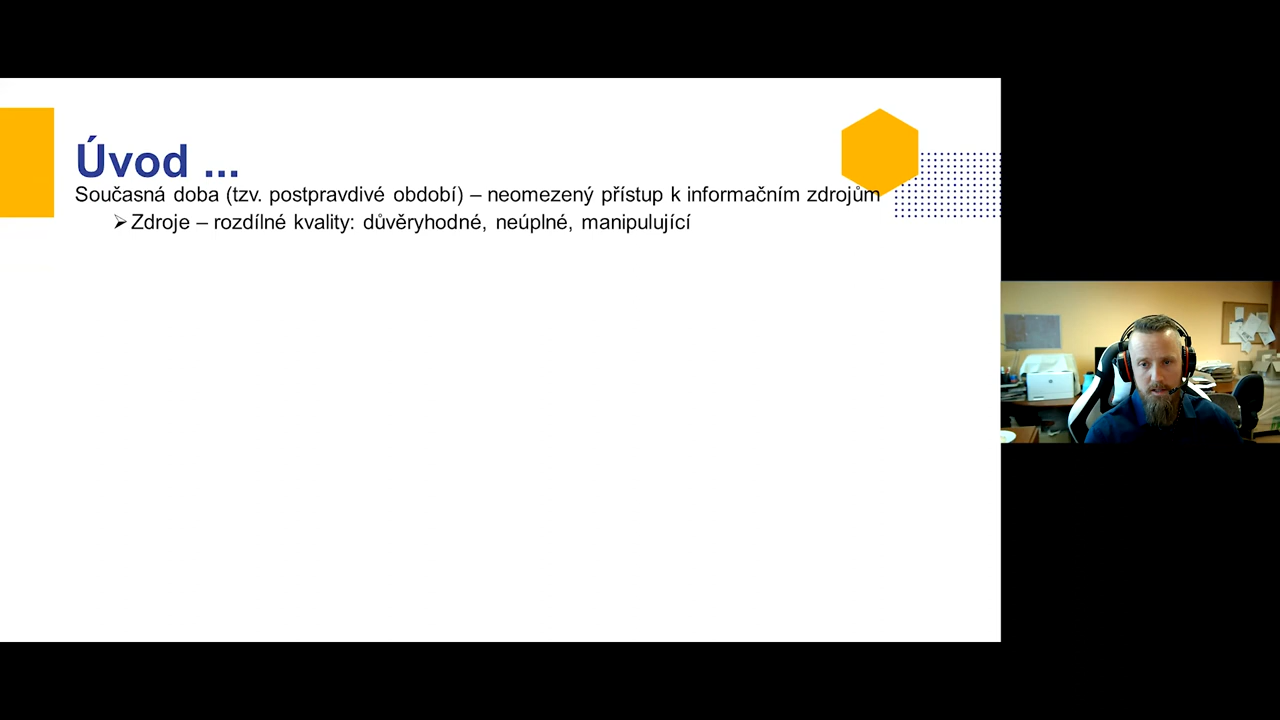 Úvod ...
Současná doba (tzv. postpravdivé období) – neomezený přístup k informačním zdrojům
➢Zdroje – rozdílné kvality: důvěryhodné, neúplné, manipulující